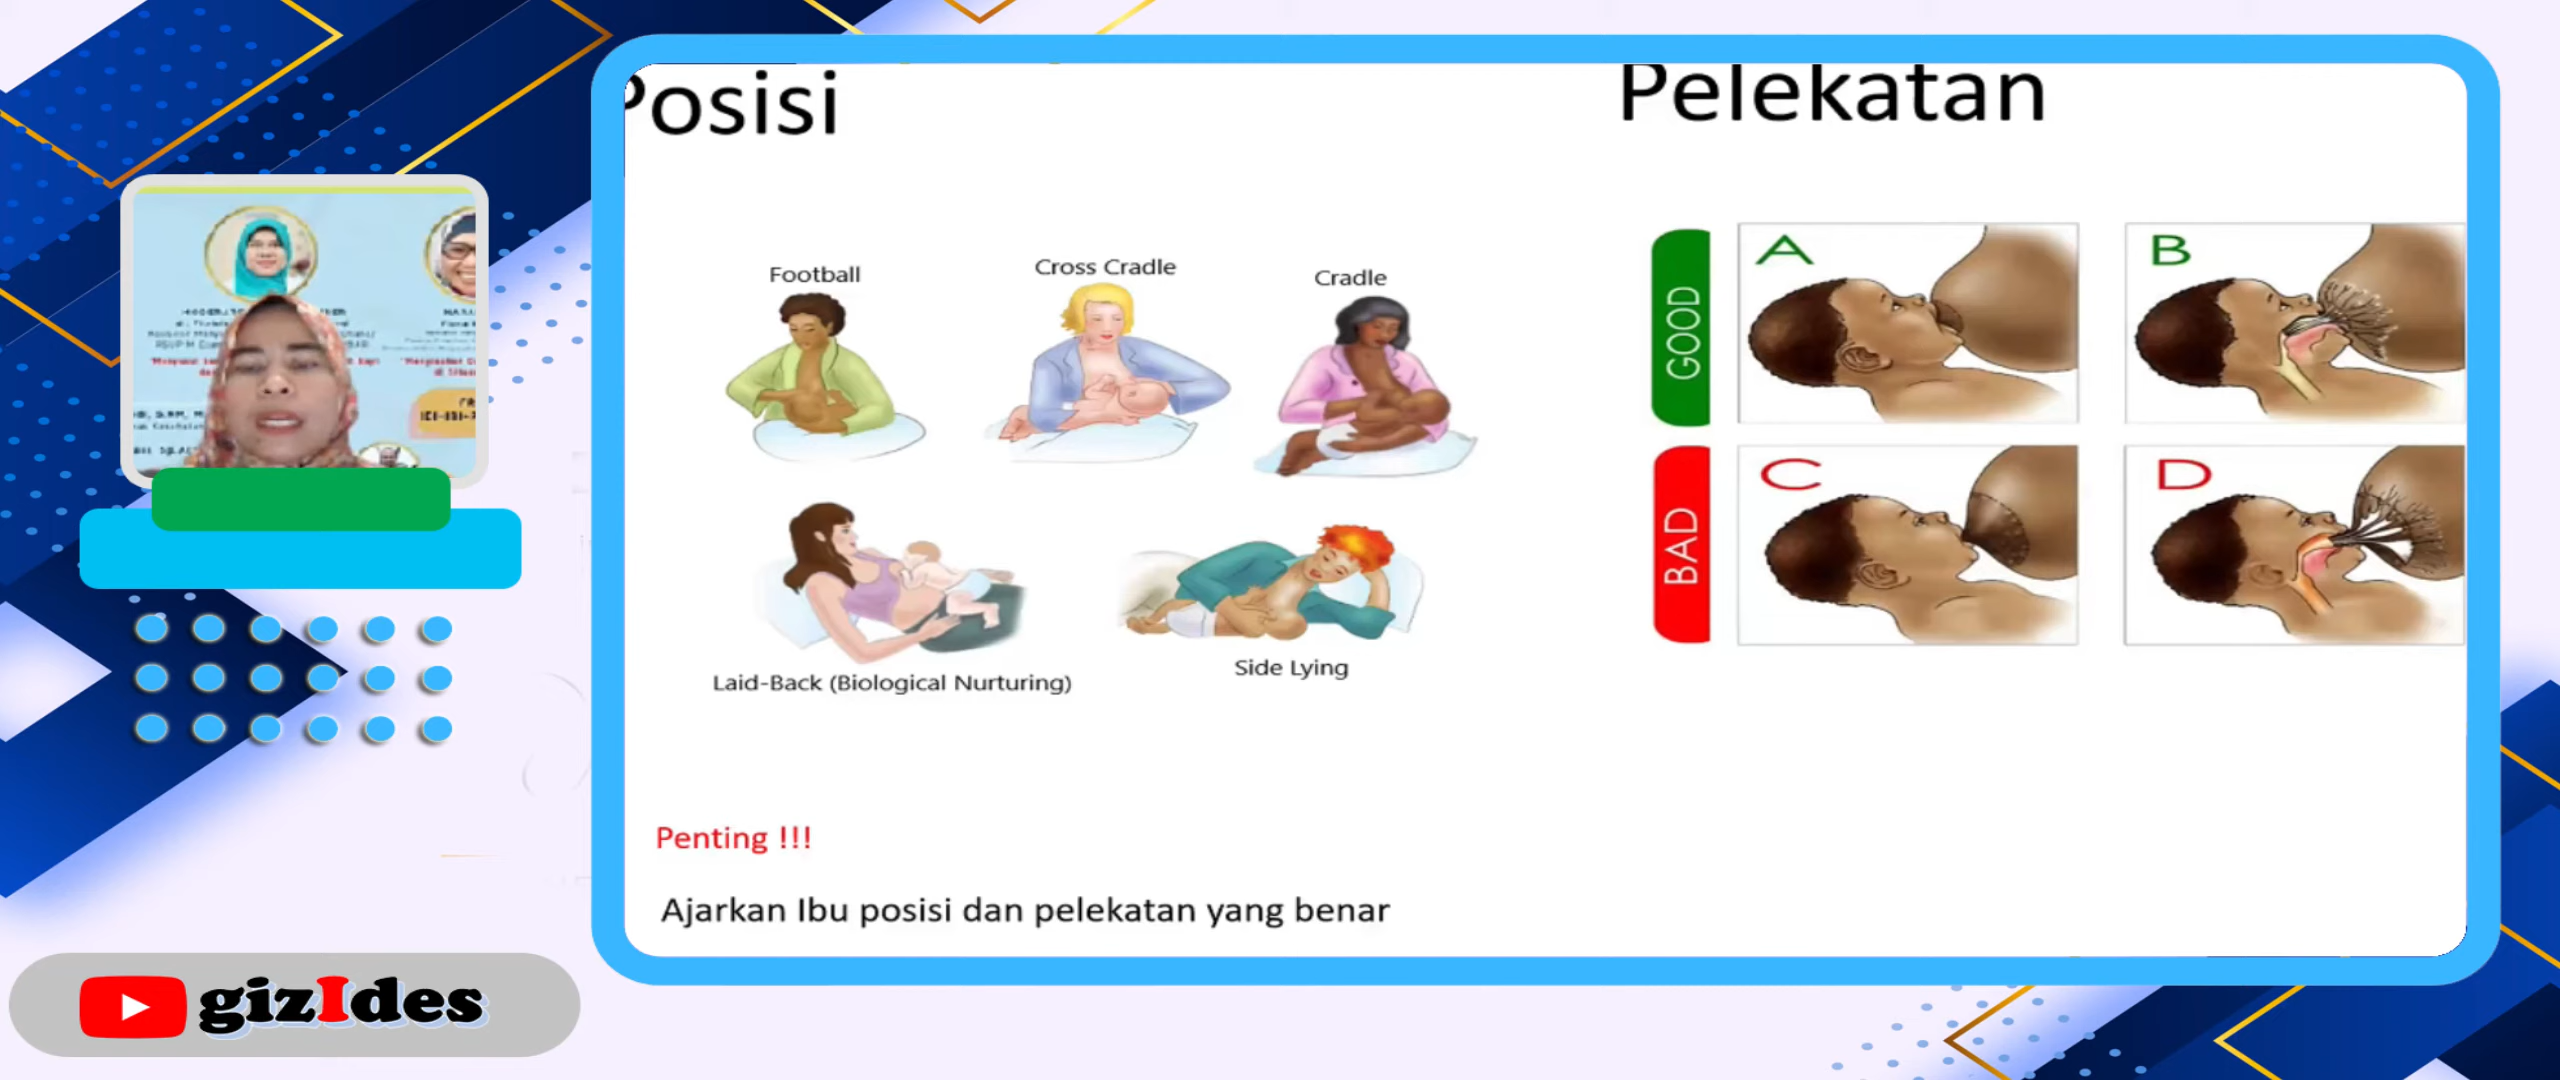 Posisi
Pelekatan
Football
Cross Cradle
Cradle
Laid-Back (Biological Nurturing)
Side Lying
GOOD
A
B
BAD
C
D
Penting !!!
Ajarkan Ibu posisi dan pelekatan yang benar
gizIdes